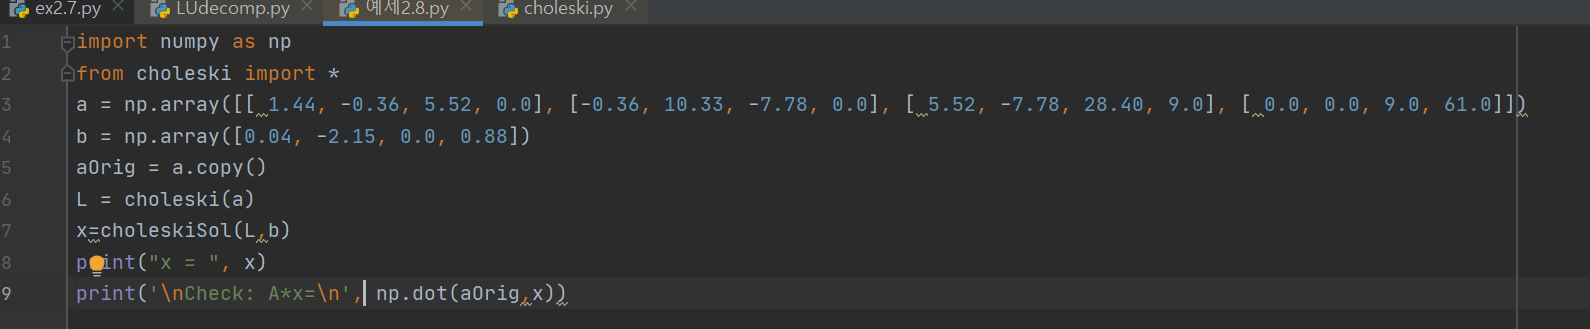 ex2.7.py LUdecomp.py 예제2.8.py choleski.py
1 import numpy as np
2 from choleski import *
3 a = np.array([[ 1.44, -0.36, 5.52, 0.0], [-0.36, 10.33, -7.78, 0.0], [ 5.52, -7.78, 28.40, 9.0], [ 0.0, 0.0, 9.0, 61.0]])
4 b = np.array([0.04, -2.15, 0.0, 0.88])
5 aOrig = a.copy()
6 L = choleski(a)
7 x=choleskiSol(L,b)
8 print("x = ", x)
9 print('\nCheck: A*x=\n', np.dot(aOrig,x))